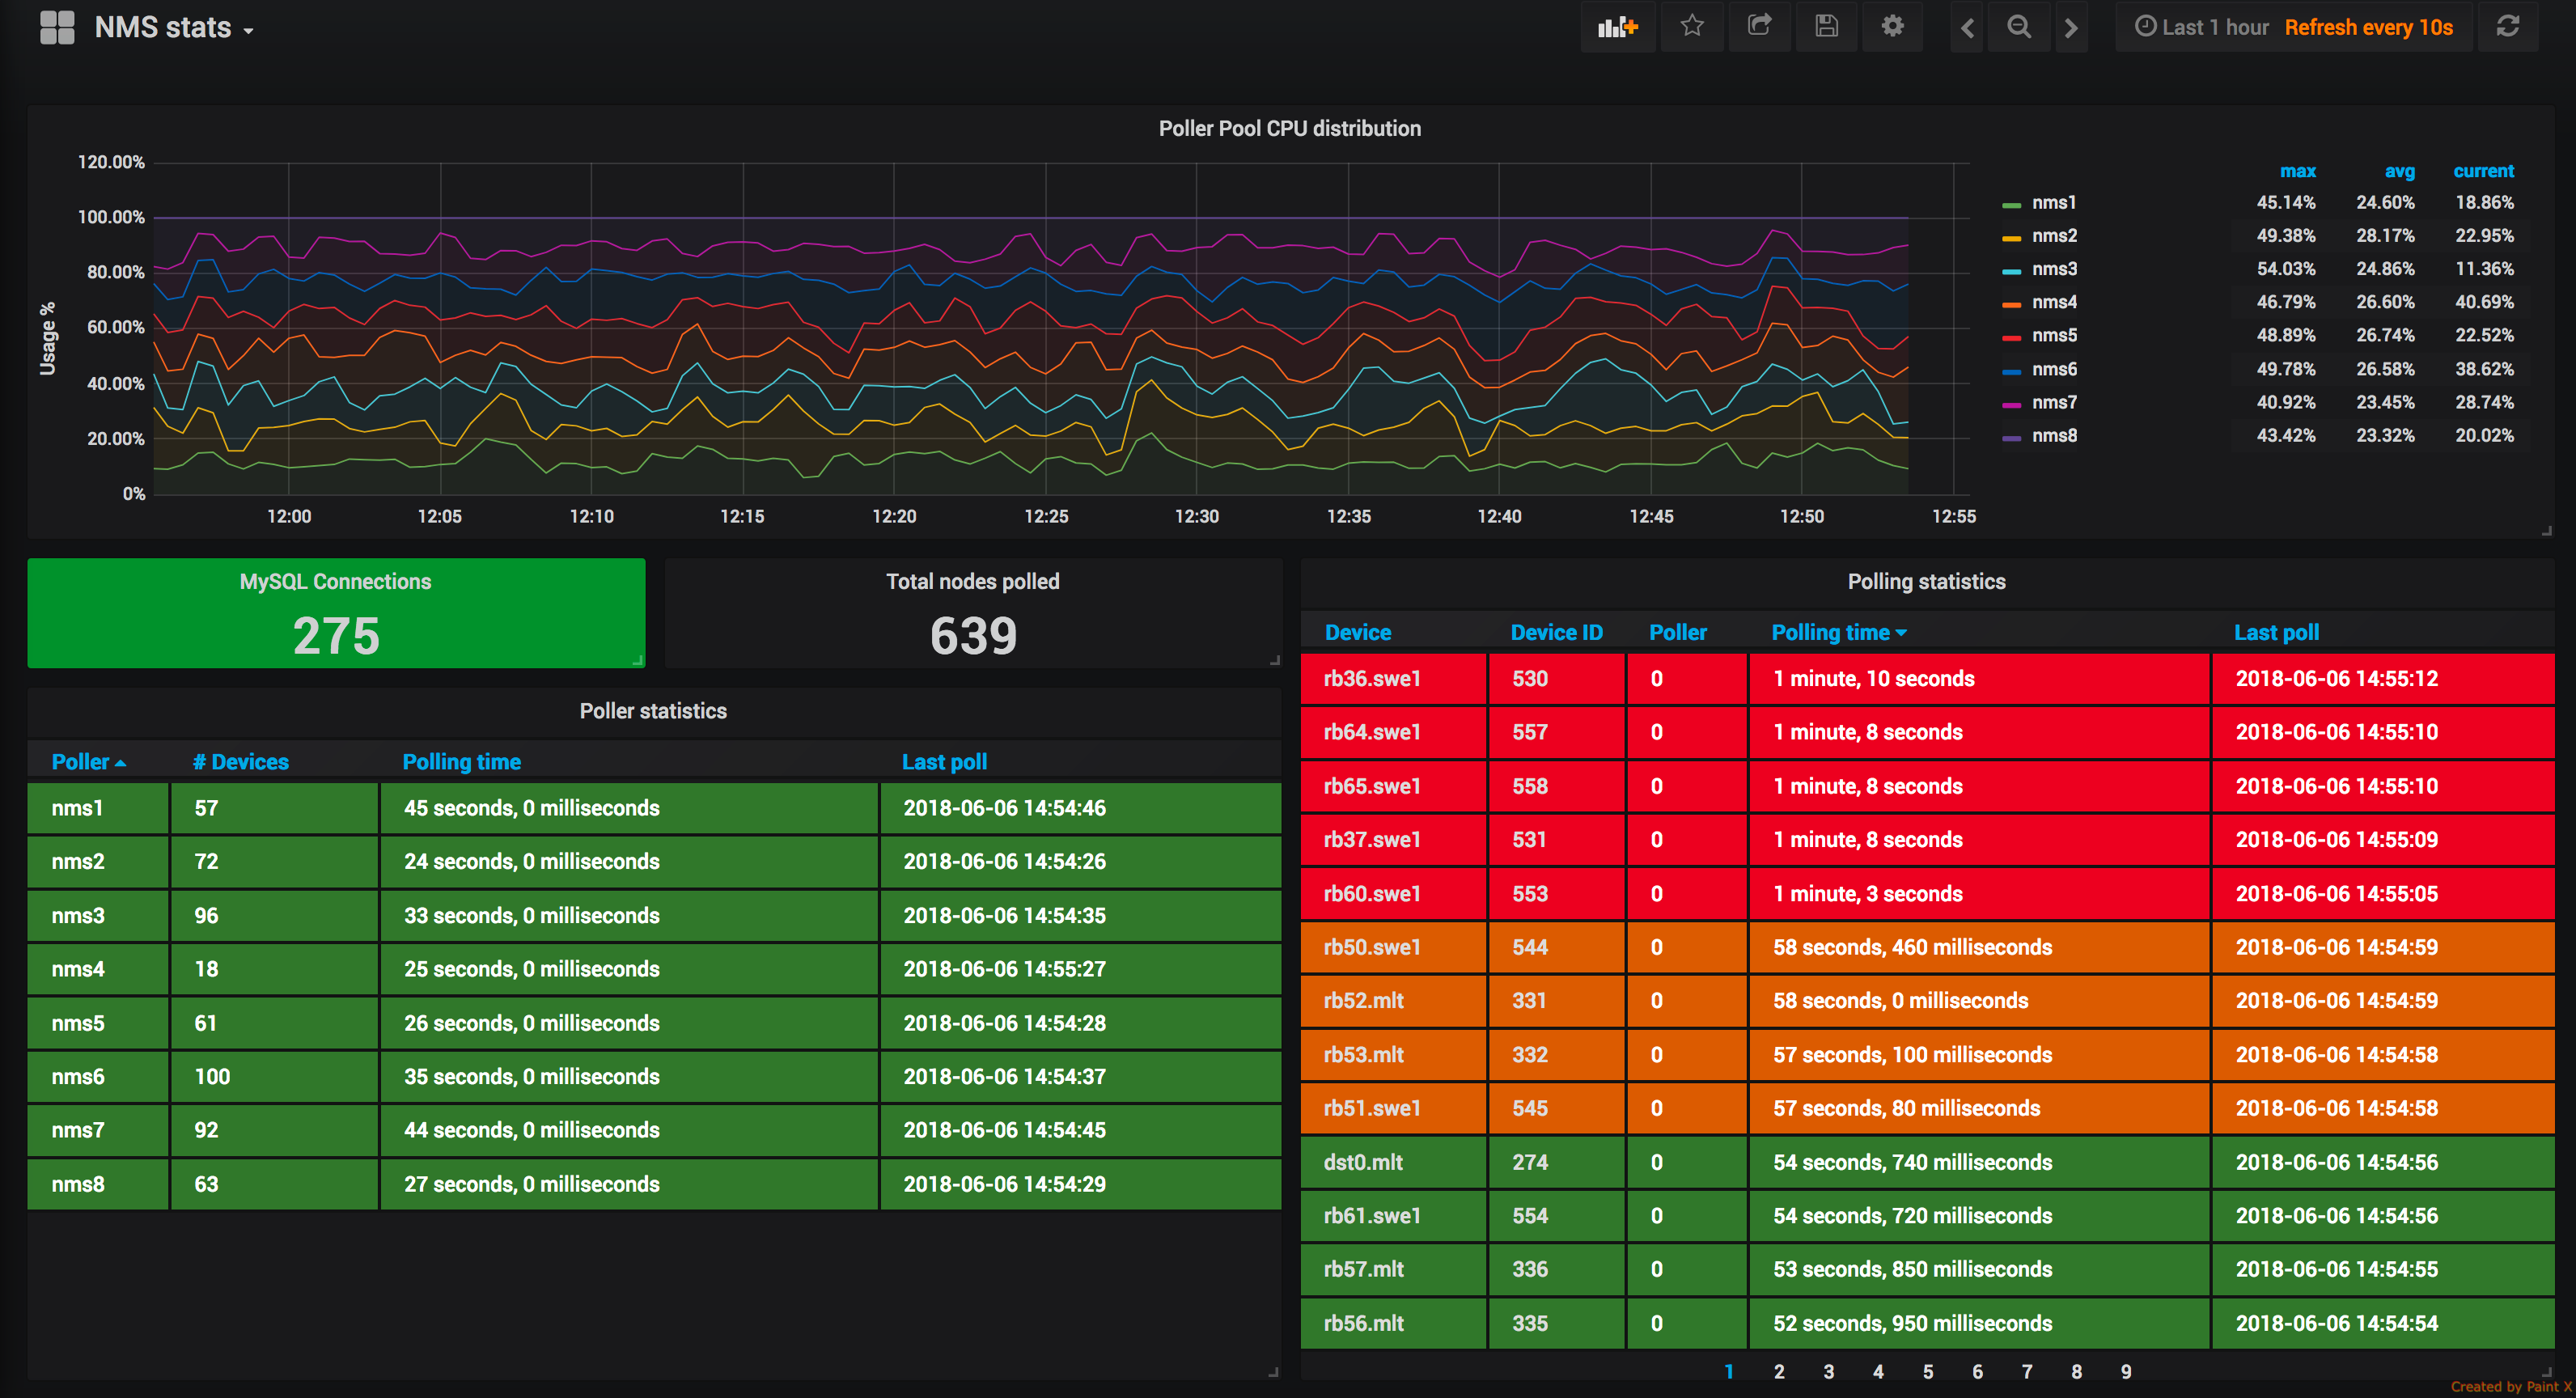 NMS stats
Last 1 hour Refresh every 10s
Poller Pool CPU distribution
120.00%
100.00%
80.00%
60.00%
40.00%
20.00%
0%
Usage %
12:00 12:05 12:10 12:15 12:20 12:25 12:30 12:35 12:40 12:45 12:50 12:55
max avg current
nms1 45.14% 24.60% 18.86%
nms2 49.38% 28.17% 22.95%
nms3 54.03% 24.86% 11.36%
nms4 46.79% 26.60% 40.69%
nms5 48.89% 26.74% 22.52%
nms6 49.78% 26.58% 38.62%
nms7 40.92% 23.45% 28.74%
nms8 43.42% 23.32% 20.02%
MySQL Connections
275
Total nodes polled
639
Poller statistics
Poller # Devices Polling time Last poll
nms1 57 45 seconds, 0 milliseconds 2018-06-06 14:54:46
nms2 72 24 seconds, 0 milliseconds 2018-06-06 14:54:26
nms3 96 33 seconds, 0 milliseconds 2018-06-06 14:54:35
nms4 18 25 seconds, 0 milliseconds 2018-06-06 14:55:27
nms5 61 26 seconds, 0 milliseconds 2018-06-06 14:54:28
nms6 100 35 seconds, 0 milliseconds 2018-06-06 14:54:37
nms7 92 44 seconds, 0 milliseconds 2018-06-06 14:54:45
nms8 63 27 seconds, 0 milliseconds 2018-06-06 14:54:29
Polling statistics
Device Device ID Poller Polling time Last poll
rb36.swe1 530 0 1 minute, 10 seconds 2018-06-06 14:55:12
rb64.swe1 557 0 1 minute, 8 seconds 2018-06-06 14:55:10
rb65.swe1 558 0 1 minute, 8 seconds 2018-06-06 14:55:10
rb37.swe1 531 0 1 minute, 8 seconds 2018-06-06 14:55:09
rb60.swe1 553 0 1 minute, 3 seconds 2018-06-06 14:55:05
rb50.swe1 544 0 58 seconds, 460 milliseconds 2018-06-06 14:54:59
rb52.mlt 331 0 58 seconds, 0 milliseconds 2018-06-06 14:54:59
rb53.mlt 332 0 57 seconds, 100 milliseconds 2018-06-06 14:54:58
rb51.swe1 545 0 57 seconds, 80 milliseconds 2018-06-06 14:54:58
dst0.mlt 274 0 54 seconds, 740 milliseconds 2018-06-06 14:54:56
rb61.swe1 554 0 54 seconds, 720 milliseconds 2018-06-06 14:54:56
rb57.mlt 336 0 53 seconds, 850 milliseconds 2018-06-06 14:54:55
rb56.mlt 335 0 52 seconds, 950 milliseconds 2018-06-06 14:54:54
1 2 3 4 5 6 7 8 9
Created by Paint X